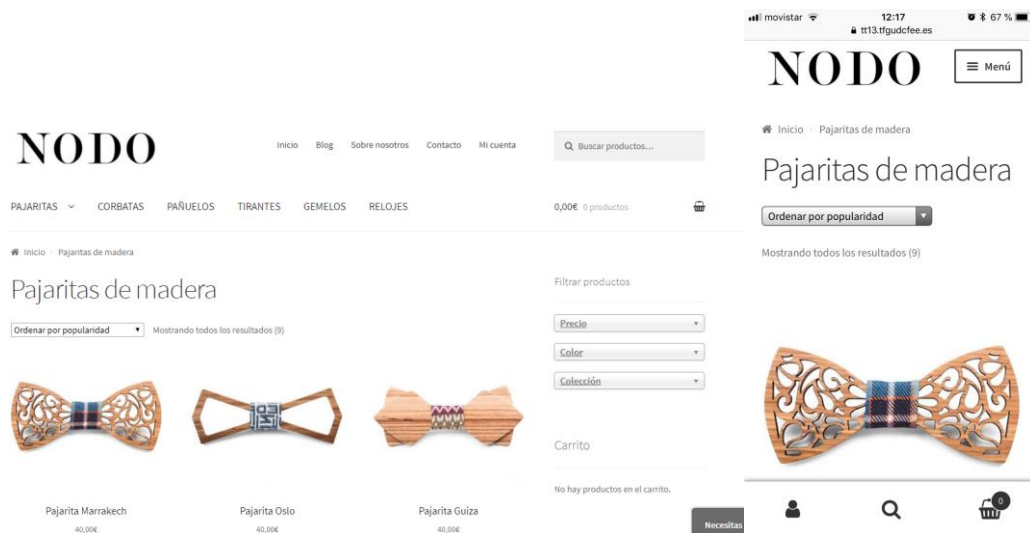 NODO
Inicio Blog Sobre nosotros Contacto Mi cuenta
Buscar productos...
PAJARITAS CORBATAS PAÑUELOS TIRANTES GEMELOS RELOJES
0,00€ 0 productos
Inicio Pajaritas de madera
Pajaritas de madera
Ordenar por popularidad
Mostrando todos los resultados (9)
Pajarita Marrakech
40,00€
Pajarita Oslo
40,00€
Pajarita Guiza
40,00€
Filtrar productos
Precio
Color
Colección
Carrito
No hay productos en el carrito.
Necesitas
movistar 12:17 67 %
tt13.tfgudcfee.es
NODO
Menú
Inicio Pajaritas de madera
Pajaritas de madera
Ordenar por popularidad
Mostrando todos los resultados (9)
0